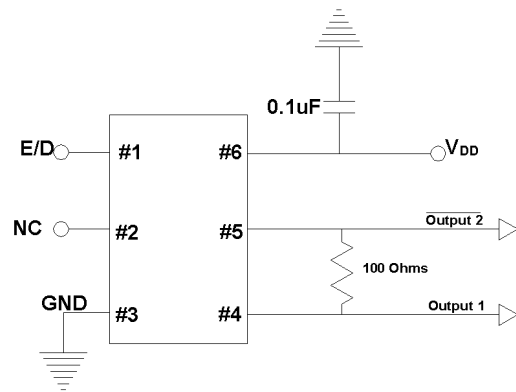 0.1uF
E/D #1 #6 VDD
NC #2 #5 Output 2
100 Ohms
GND #3 #4 Output 1